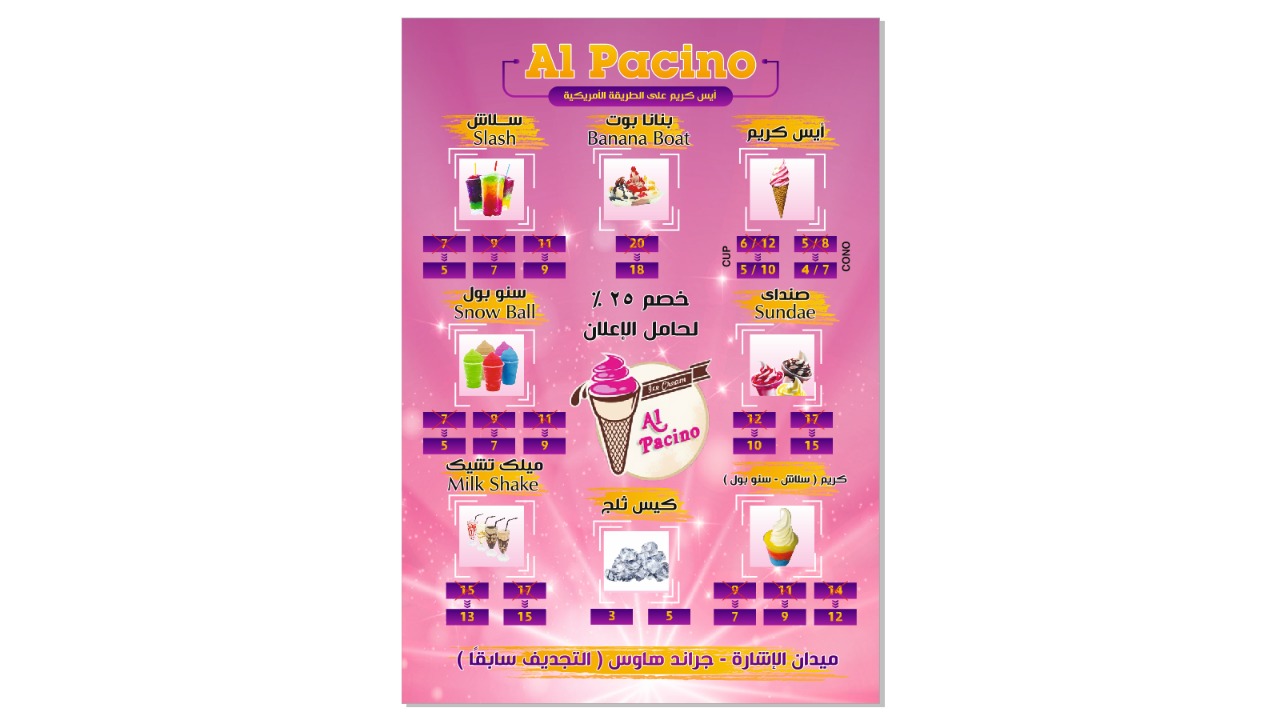 Al Pacino
أيس كريم على الطريقة الأمريكية
أيس كريم
CUP
6 / 12
5 / 8
5 / 10
4 / 7
CONO
بنانا بوت
Banana Boat
20
18
ســلاش
Slash
7 9 11
5 7 9
صنداى
Sundae
12 17
10 15
خصم ٢٥ ٪
لحامل الإعلان
Ice Cream
Al
Pacino
سنو بول
Snow Ball
7 9 11
5 7 9
كريم ( سلاش - سنو بول )
9 11 14
7 9 12
كيس ثلج
3 5
ميلك تشيك
Milk Shake
15 17
13 15
ميدان الإشارة - جراند هاوس ( التجديف سابقًا )